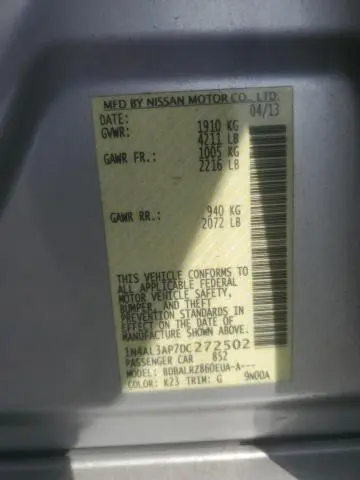 MFD BY NISSAN MOTOR CO., LTD.
DATE: 04/13
GVWR: 1910 KG
4211 LB
GAWR FR.: 1005 KG
2216 LB
GAWR RR.: 940 KG
2072 LB
THIS VEHICLE CONFORMS TO
ALL APPLICABLE FEDERAL
MOTOR VEHICLE SAFETY,
BUMPER, AND THEFT
PREVENTION STANDARDS IN
EFFECT ON THE DATE OF
MANUFACTURE SHOWN ABOVE.
1N4AL3AP7DC272502
PASSENGER CAR 852
MODEL: BDBALRZ860EUA-A---
COLOR: K23 TRIM: G 9N00A